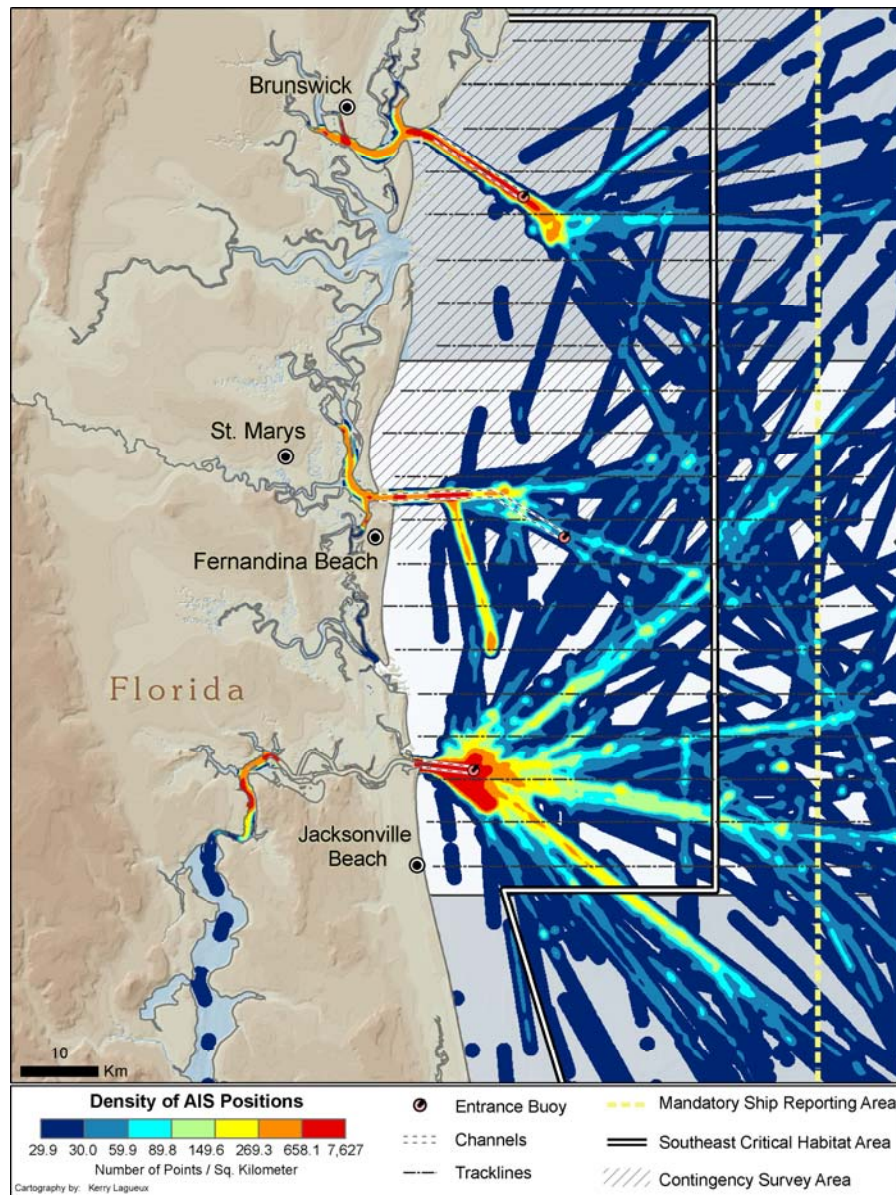 Brunswick
St. Marys
Fernandina Beach
Florida
Jacksonville
Beach
10
Km
Density of AIS Positions
29.9 30.0 59.9 89.8 149.6 269.3 658.1 7,627
Number of Points / Sq. Kilometer
Cartography by: Kerry Lagueux
Entrance Buoy
Channels
Tracklines
Mandatory Ship Reporting Area
Southeast Critical Habitat Area
Contingency Survey Area